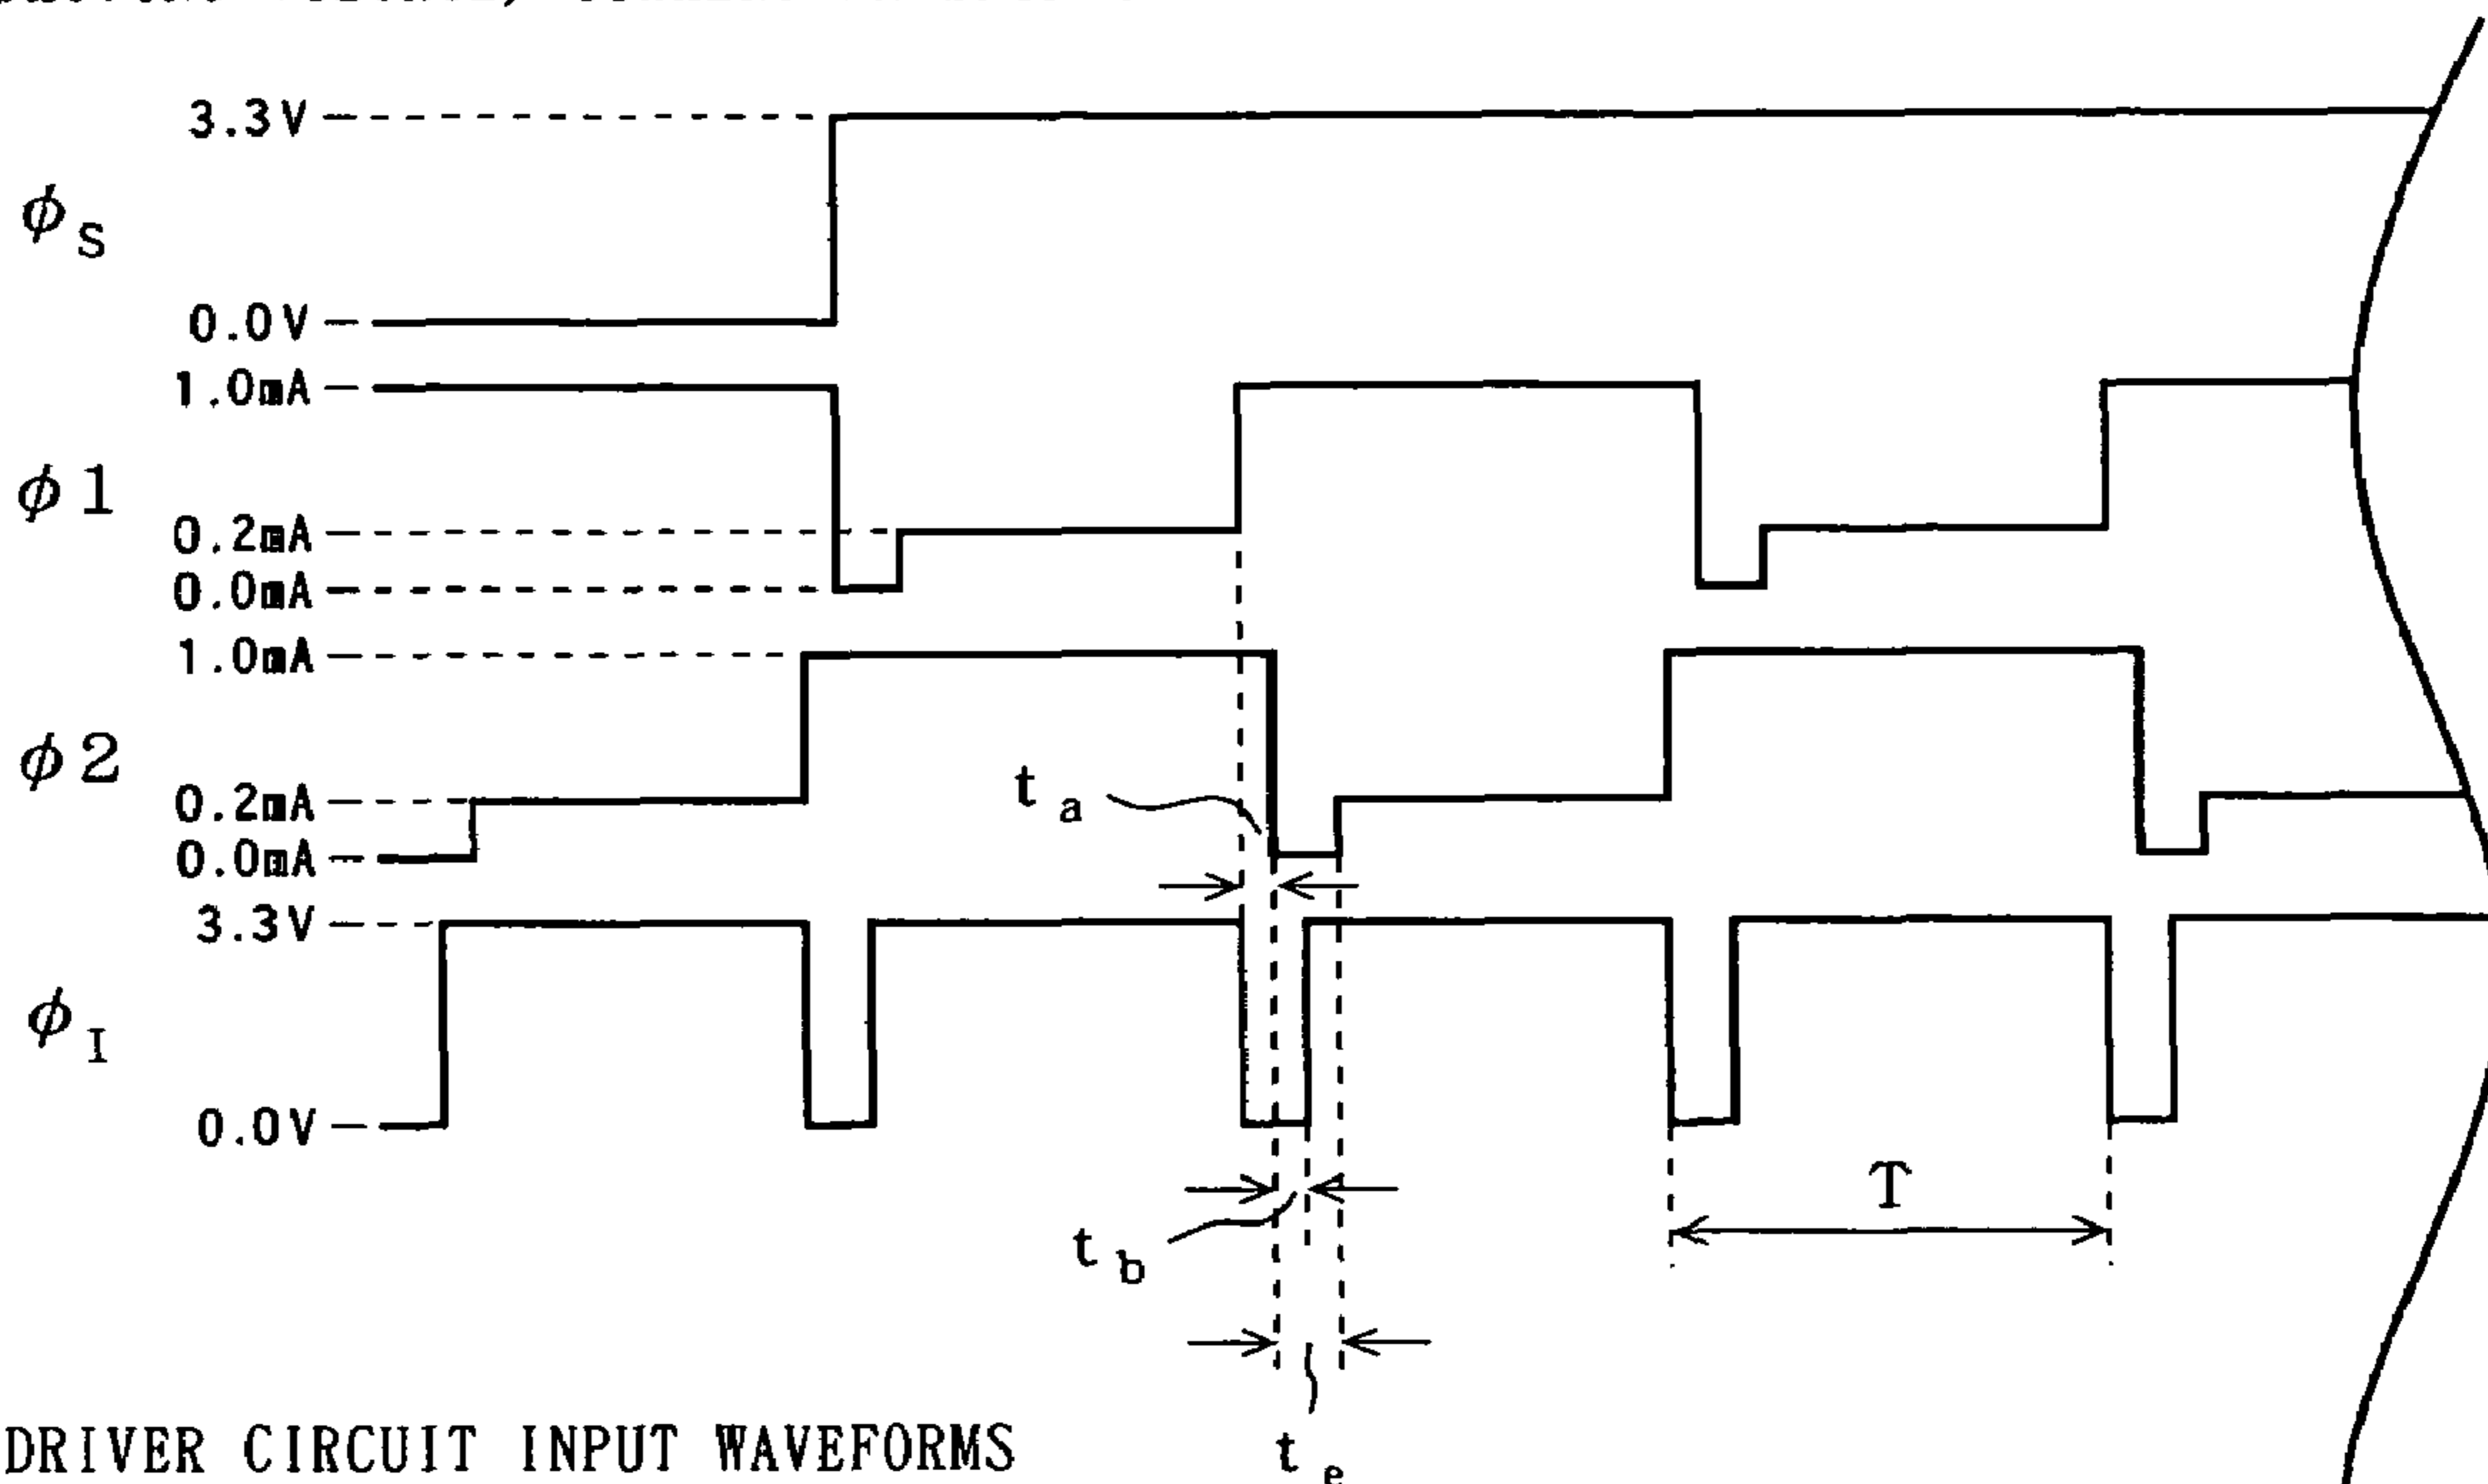 3.3V
ϕS
0.0V
1.0mA
ϕ1
0.2mA
0.0mA
1.0mA
ϕ2
ta
0.2mA
0.0mA
3.3V
ϕI
0.0V
T
tb
DRIVER CIRCUIT INPUT WAVEFORMS
te